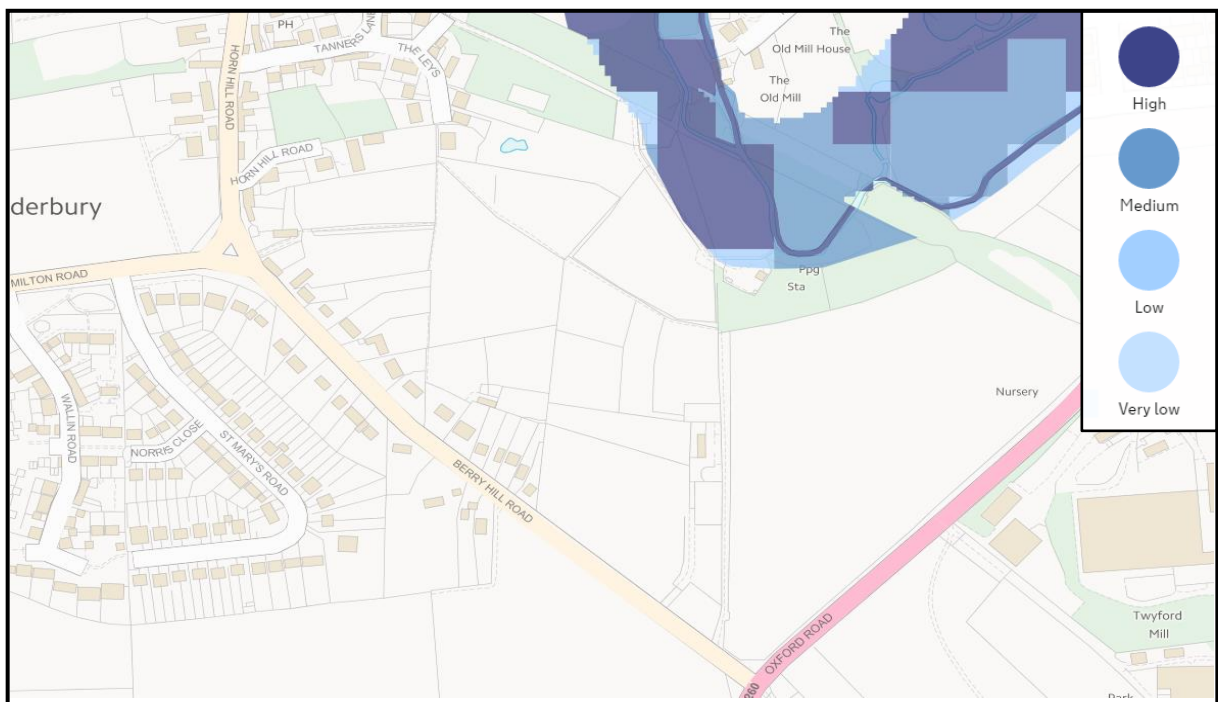 PH
TANNERS LANE
THE LEYS
HORN HILL ROAD
The
Old Mill House
The
Old Mill
HORN HILL ROAD
derbury
MILTON ROAD
Ppg
Sta
Nursery
WALLIN ROAD
NORRIS CLOSE
ST MARY'S ROAD
BERRY HILL ROAD
OXFORD ROAD
260
Twyford
Mill
Park
High
Medium
Low
Very low